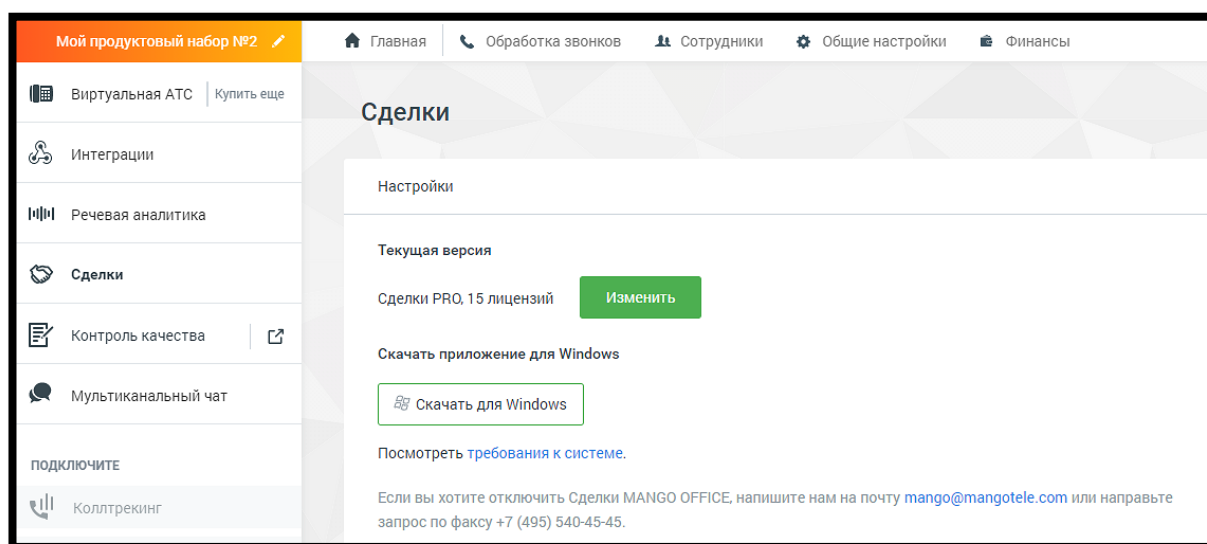 Мой продуктовый набор №2
Главная
Обработка звонков
Сотрудники
Общие настройки
Финансы
Виртуальная АТС
Купить еще
Интеграции
Речевая аналитика
Сделки
Контроль качества
Мультиканальный чат
ПОДКЛЮЧИТЕ
Коллтрекинг
Сделки
Настройки
Текущая версия
Сделки PRO, 15 лицензий
Изменить
Скачать приложение для Windows
Скачать для Windows
Посмотреть требования к системе.
Если вы хотите отключить Сделки MANGO OFFICE, напишите нам на почту mango@mangotele.com или направьте
запрос по факсу +7 (495) 540-45-45.